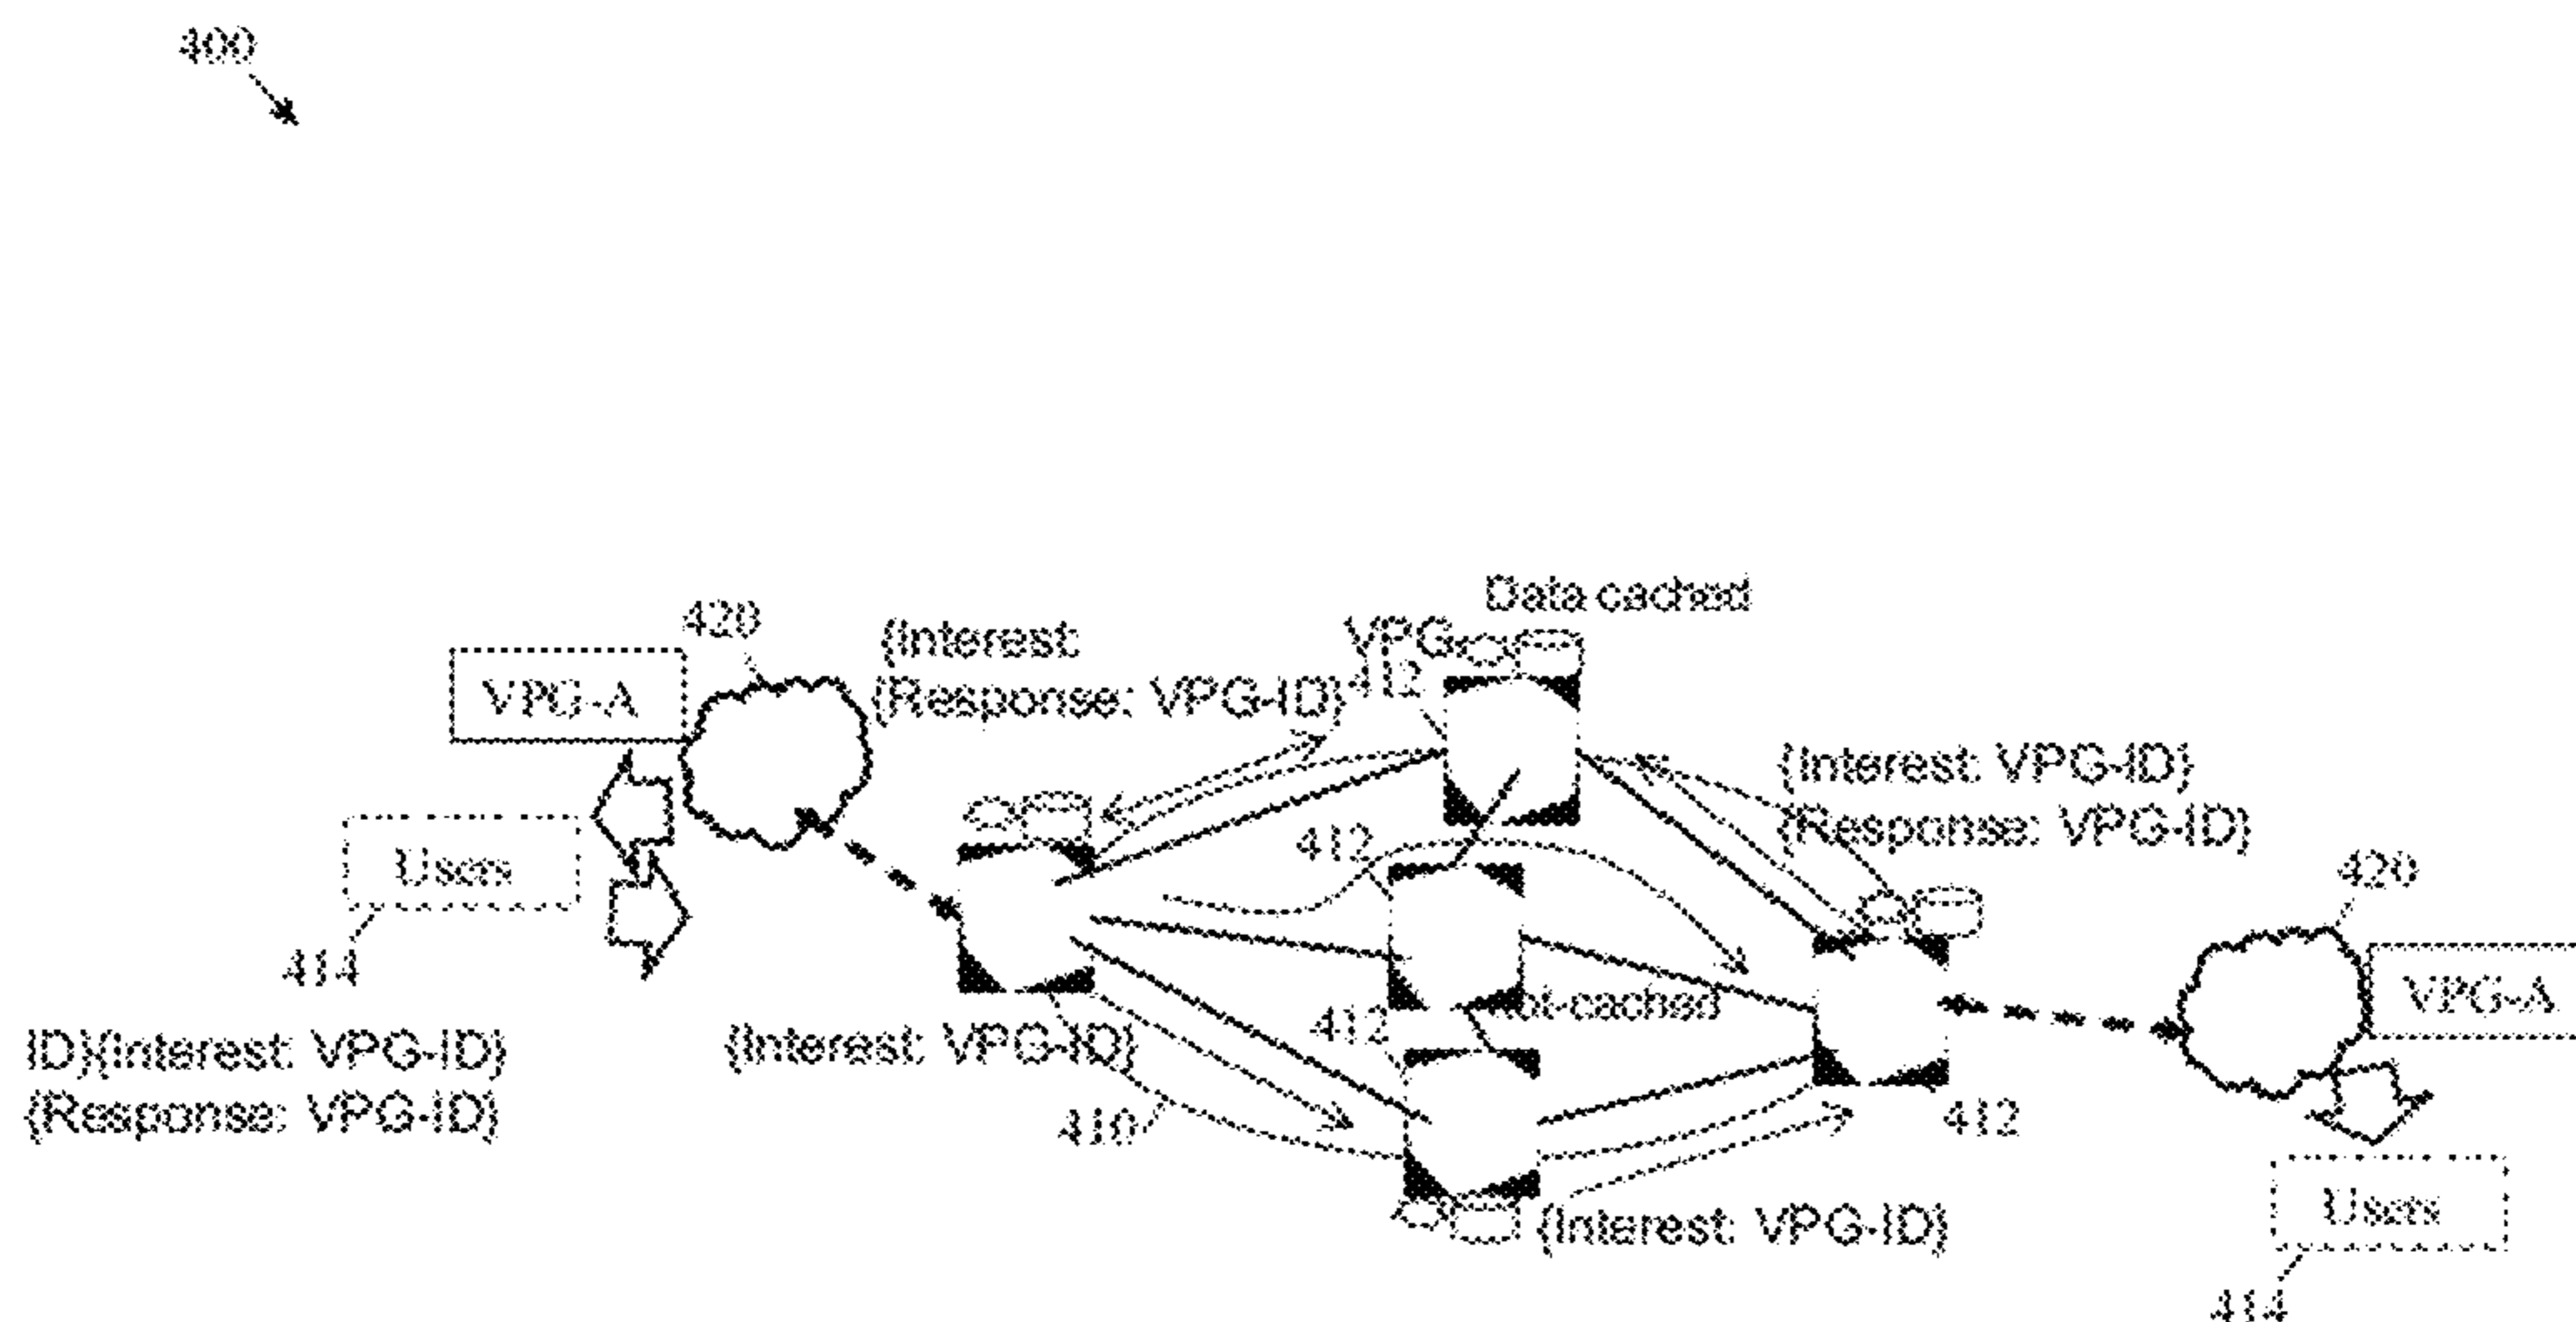 400
Data cached
420
{Interest:
VPG
{Response: VPG-ID}
412
VPG-A
{Interest: VPG-ID}
{Response: VPG-ID}
412
Users
420
414
VPG-A
412
ID}{Interest: VPG-ID}
{Response: VPG-ID}
{Interest: VPG-ID}
410
412
Users
{Interest: VPG-ID}
414